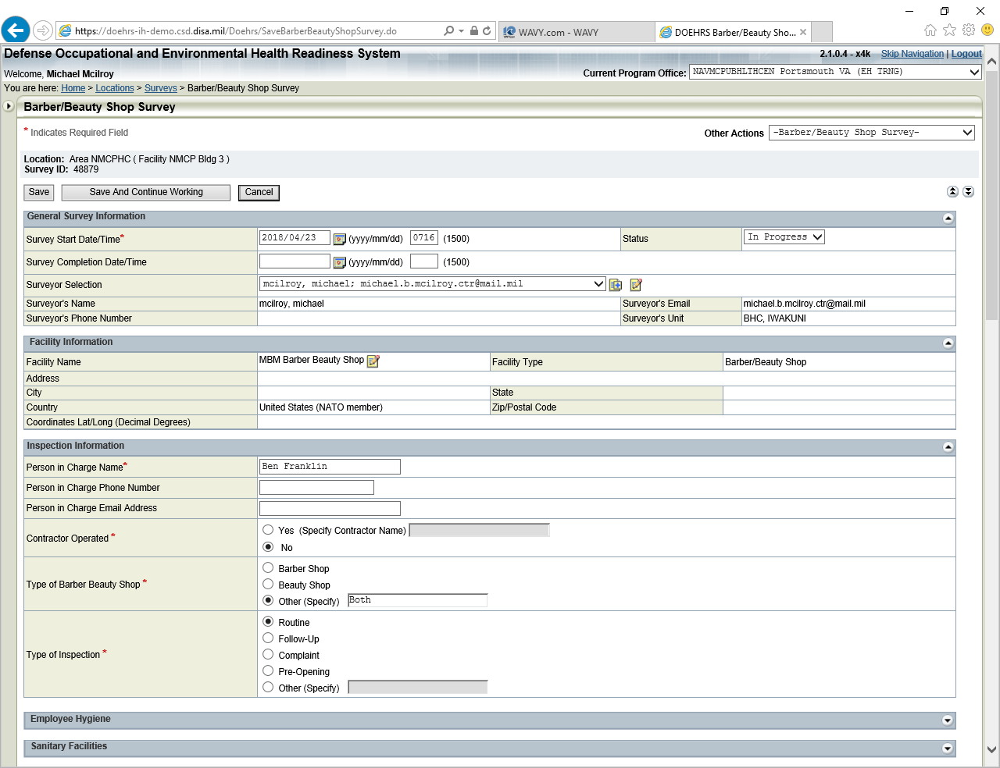 https://doehrs-ih-demo.csd.disa.mil/Doehrs/SaveBarberBeautyShopSurvey.do
WAVY.com - WAVY
DOEHRS Barber/Beauty Sho...
Defense Occupational and Environmental Health Readiness System
2.1.0.4 - x4k Skip Navigation | Logout
Welcome, Michael Mcilroy
Current Program Office: NAVMCPUBHLTHCEN Portsmouth VA (EH TRNG)
You are here: Home > Locations > Surveys > Barber/Beauty Shop Survey
Barber/Beauty Shop Survey
* Indicates Required Field
Other Actions -Barber/Beauty Shop Survey-
Location: Area NMCPHC ( Facility NMCP Bldg 3 )
Survey ID: 48879
Save Save And Continue Working Cancel
General Survey Information
Survey Start Date/Time* 2018/04/23 (yyyy/mm/dd) 0716 (1500) Status In Progress
Survey Completion Date/Time (yyyy/mm/dd) (1500)
Surveyor Selection mcilroy, michael; michael.b.mcilroy.ctr@mail.mil
Surveyor's Name mcilroy, michael Surveyor's Email michael.b.mcilroy.ctr@mail.mil
Surveyor's Phone Number Surveyor's Unit BHC, IWAKUNI
Facility Information
Facility Name MBM Barber Beauty Shop Facility Type Barber/Beauty Shop
Address
City State
Country United States (NATO member) Zip/Postal Code
Coordinates Lat/Long (Decimal Degrees)
Inspection Information
Person in Charge Name* Ben Franklin
Person in Charge Phone Number
Person in Charge Email Address
Contractor Operated * Yes (Specify Contractor Name)
No
Type of Barber Beauty Shop * Barber Shop
Beauty Shop
Other (Specify) Both
Type of Inspection * Routine
Follow-Up
Complaint
Pre-Opening
Other (Specify)
Employee Hygiene
Sanitary Facilities